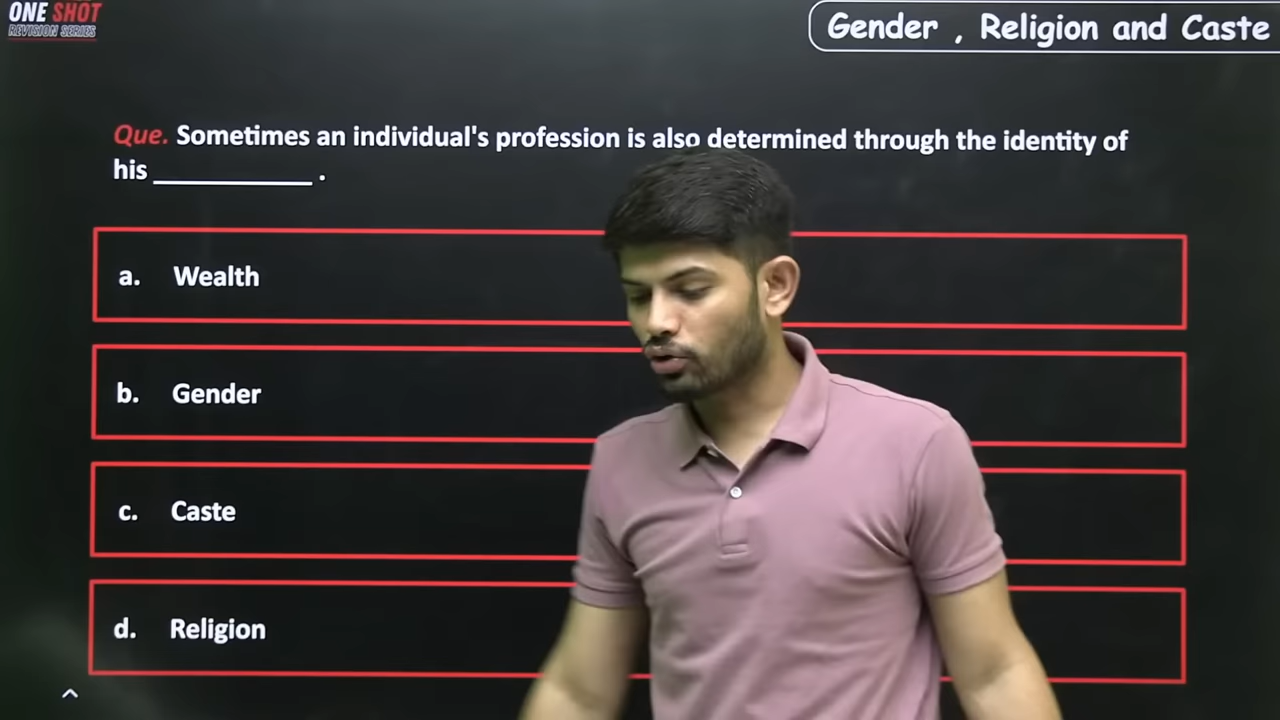 ONE SHOT
REVISION SERIES
Gender , Religion and Caste
Que. Sometimes an individual's profession is also determined through the identity of
his ____________ .
a. Wealth
b. Gender
c. Caste
d. Religion